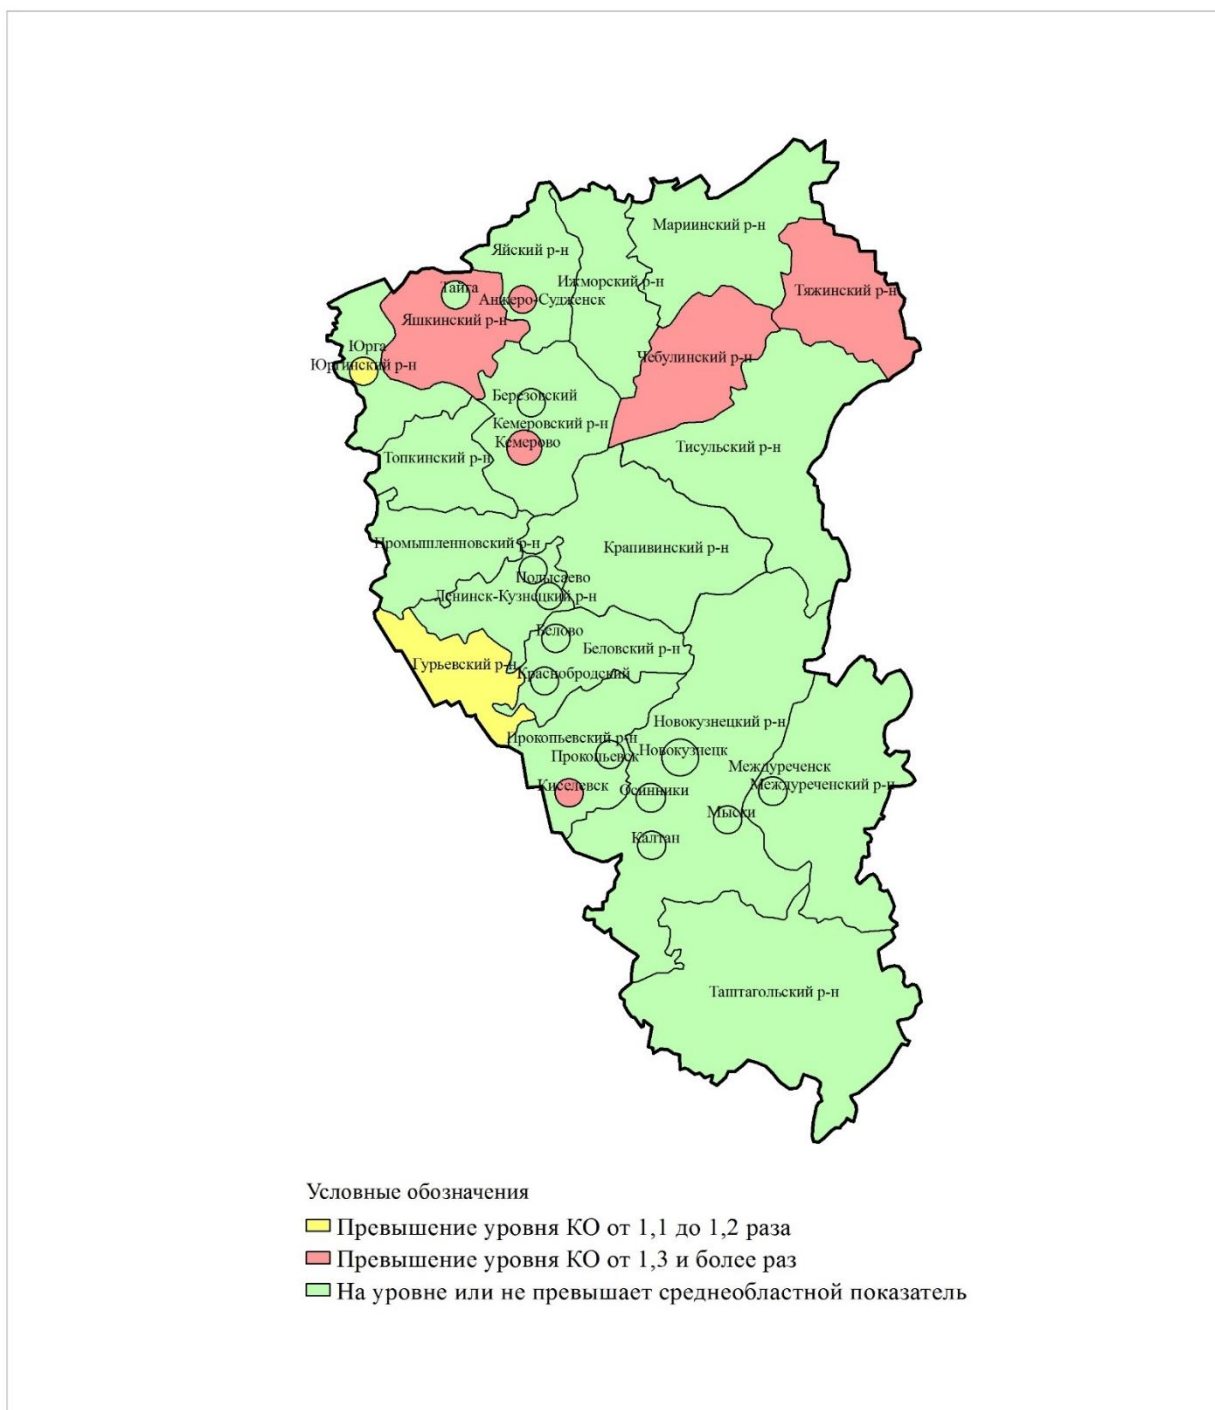 Мариинский р-н
Яйский р-н
Ижморский р-н
Тяжинский р-н
Тайга
Анжеро-Судженск
Яшкинский р-н
Юрга
Чебулинский р-н
Юргинский р-н
Березовский
Кемеровский р-н
Кемерово
Тисульский р-н
Топкинский р-н
Промышленновский р-н
Крапивинский р-н
Полысаево
Ленинск-Кузнецкий р-н
Белово
Беловский р-н
Гурьевский р-н
Краснобродский
Новокузнецкий р-н
Прокопьевский р-н
Прокопьевск
Новокузнецк
Междуреченск
Киселевск
Осинники
Междуреченский р-н
Мыски
Калтан
Таштагольский р-н
Условные обозначения
Превышение уровня КО от 1,1 до 1,2 раза
Превышение уровня КО от 1,3 и более раз
На уровне или не превышает среднеобластной показатель